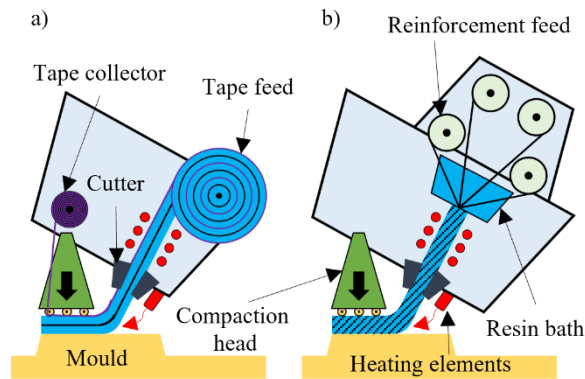 a)
b)
Reinforcement feed
Tape collector
Tape feed
Cutter
Compaction
head
Resin bath
Mould
Heating elements